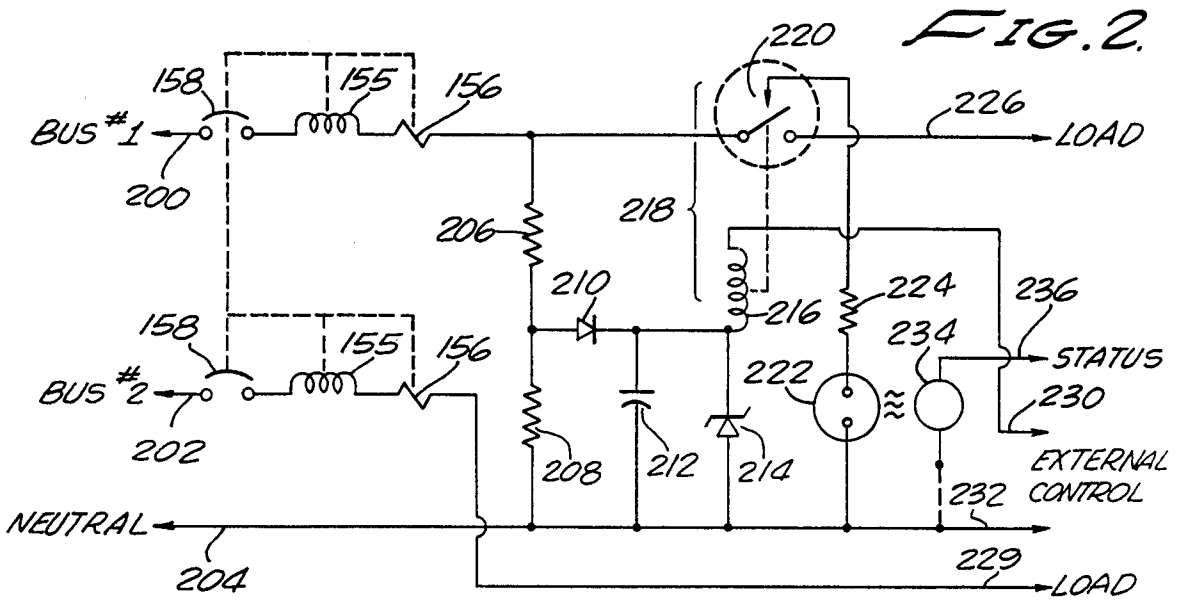 FIG. 2.
220
158
155
156
226
BUS #1
LOAD
200
218
206
210
224
236
216
234
158
155
156
STATUS
BUS #2
222
230
202
208
212
214
EXTERNAL
CONTROL
232
NEUTRAL
204
229
LOAD